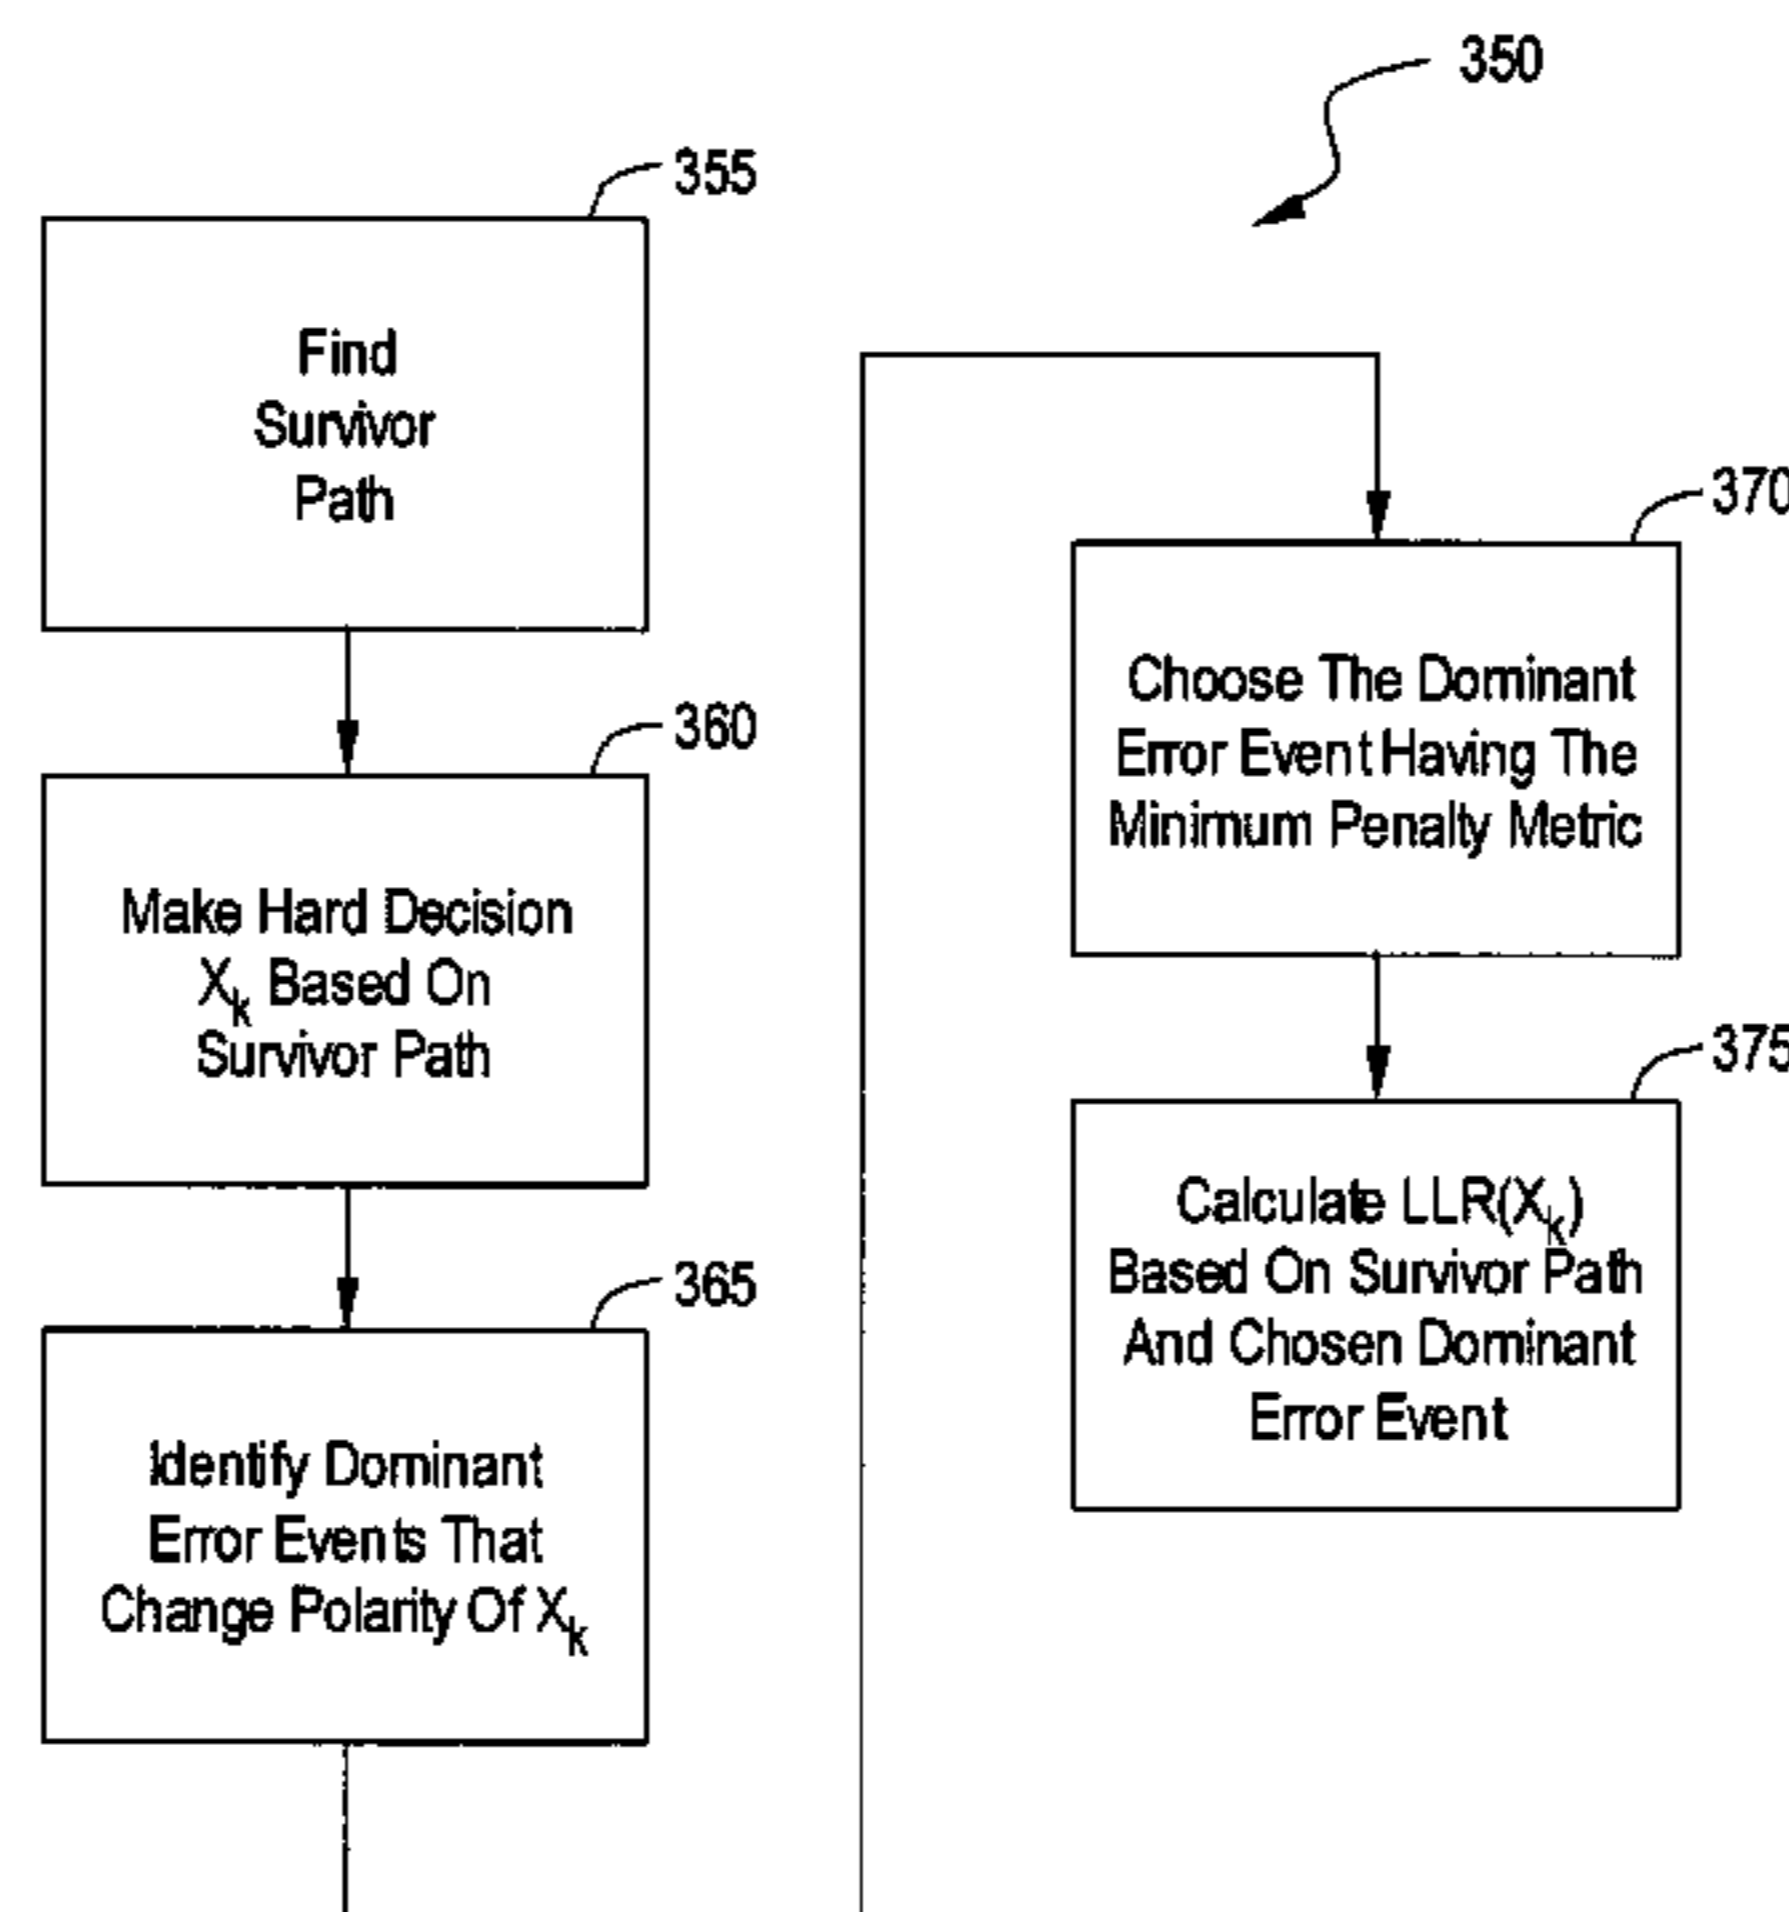 350
355
Find
Survivor
Path
360
Make Hard Decision
Xk Based On
Survivor Path
365
Identify Dominant
Error Events That
Change Polarity Of Xk
370
Choose The Dominant
Error Event Having The
Minimum Penalty Metric
375
Calculate LLR(Xk)
Based On Survivor Path
And Chosen Dominant
Error Event